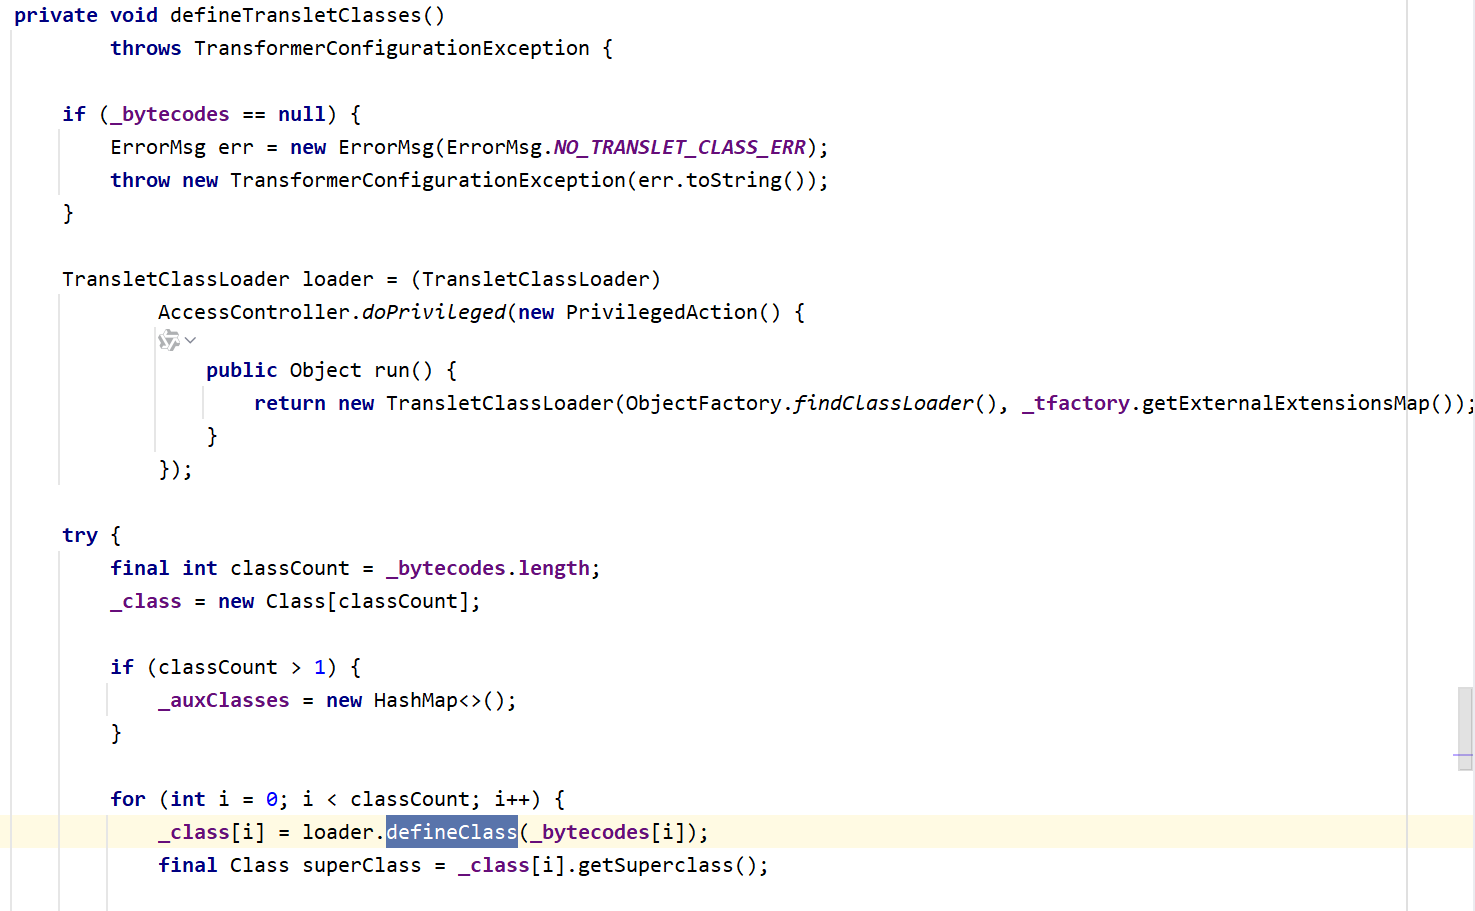 private void defineTransletClasses()
throws TransformerConfigurationException {
if (_bytecodes == null) {
ErrorMsg err = new ErrorMsg(ErrorMsg.NO_TRANSLET_CLASS_ERR);
throw new TransformerConfigurationException(err.toString());
}
TransletClassLoader loader = (TransletClassLoader)
AccessController.doPrivileged(new PrivilegedAction() {
public Object run() {
return new TransletClassLoader(ObjectFactory.findClassLoader(), _tfactory.getExternalExtensionsMap());
}
});
try {
final int classCount = _bytecodes.length;
_class = new Class[classCount];
if (classCount > 1) {
_auxClasses = new HashMap<>();
}
for (int i = 0; i < classCount; i++) {
_class[i] = loader.defineClass(_bytecodes[i]);
final Class superClass = _class[i].getSuperclass();